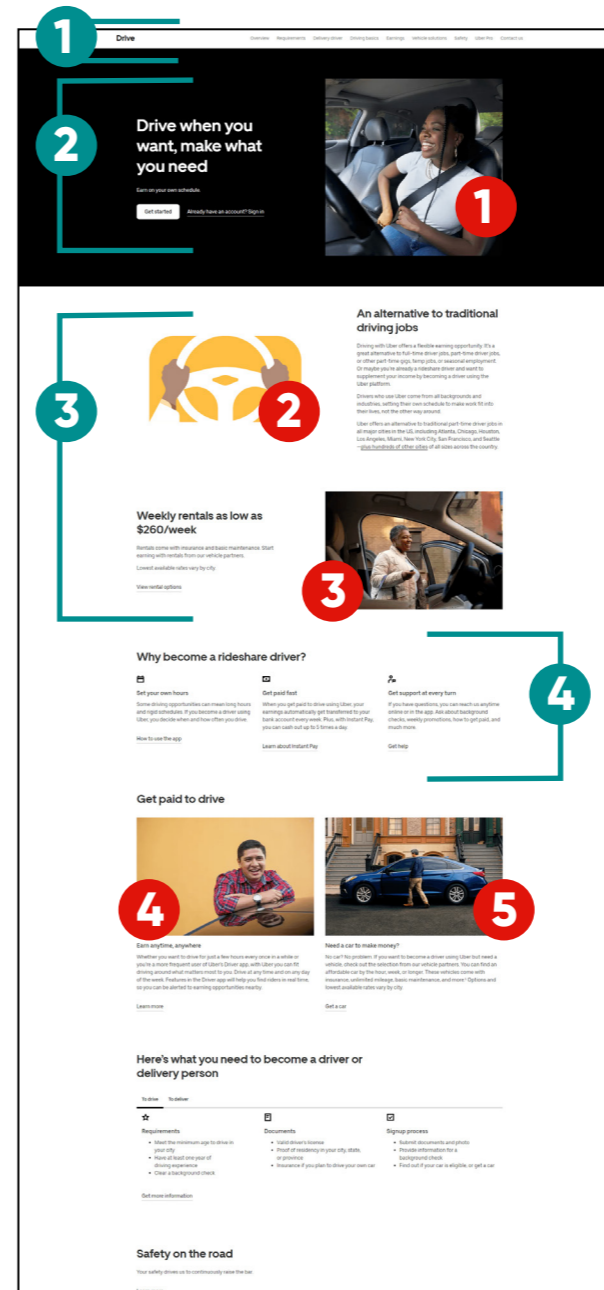 1
Drive
Overview Requirements Delivery driver Driving basics Earnings Vehicle solutions Safety Uber Pro Contact us
2
Drive when you
want, make what
you need
Earn on your own schedule.
Get started Already have an account? Sign in
1
3
2
An alternative to traditional
driving jobs
Driving with Uber offers a flexible earning opportunity. It's a
great alternative to full-time driver jobs, part-time driver jobs,
or other part-time gigs, temp jobs, or seasonal employment.
Or maybe you're already a rideshare driver and want to
supplement your income by becoming a driver using the
Uber platform.
Drivers who use Uber come from all backgrounds and
industries, setting their own schedule to make work fit into
their lives, not the other way around.
Uber offers an alternative to traditional part-time driver jobs in
all major cities in the US, including Atlanta, Chicago, Houston,
Los Angeles, Miami, New York City, San Francisco, and Seattle
—plus hundreds of other cities of all sizes across the country.
Weekly rentals as low as
$260/week
Rentals come with insurance and basic maintenance. Start
earning with rentals from our vehicle partners.
Lowest available rates vary by city.
View rental options
3
4
Why become a rideshare driver?
Set your own hours
Some driving opportunities can mean long hours
and rigid schedules. If you become a driver using
Uber, you decide when and how often you drive.
How to use the app
Get paid fast
When you get paid to drive using Uber, your
earnings automatically get transferred to your
bank account every week. Plus, with Instant Pay,
you can cash out up to 5 times a day.
Learn about Instant Pay
Get support at every turn
If you have questions, you can reach us anytime
online or in the app. Ask about background
checks, weekly promotions, how to get paid, and
much more.
Get help
Get paid to drive
4
Earn anytime, anywhere
Whether you want to drive for just a few hours every once in a while or
you're a more frequent user of Uber's Driver app, with Uber you can fit
driving around what matters most to you. Drive at any time and on any day
of the week. Features in the Driver app will help you find riders in real time,
so you can be alerted to earning opportunities nearby.
Learn more
5
Need a car to make money?
No car? No problem. If you want to become a driver using Uber but need a
vehicle, check out the selection from our vehicle partners. You can find an
affordable car by the hour, week, or longer. These vehicles come with
insurance, unlimited mileage, basic maintenance, and more.¹ Options and
lowest available rates vary by city.
Get a car
Here's what you need to become a driver or
delivery person
To drive To deliver
Requirements
• Meet the minimum age to drive in
your city
• Have at least one year of
driving experience
• Clear a background check
Get more information
Documents
• Valid driver's license
• Proof of residency in your city, state,
or province
• Insurance if you plan to drive your own car
Signup process
• Submit documents and photo
• Provide information for a
background check
• Find out if your car is eligible, or get a car
Safety on the road
Your safety drives us to continuously raise the bar.